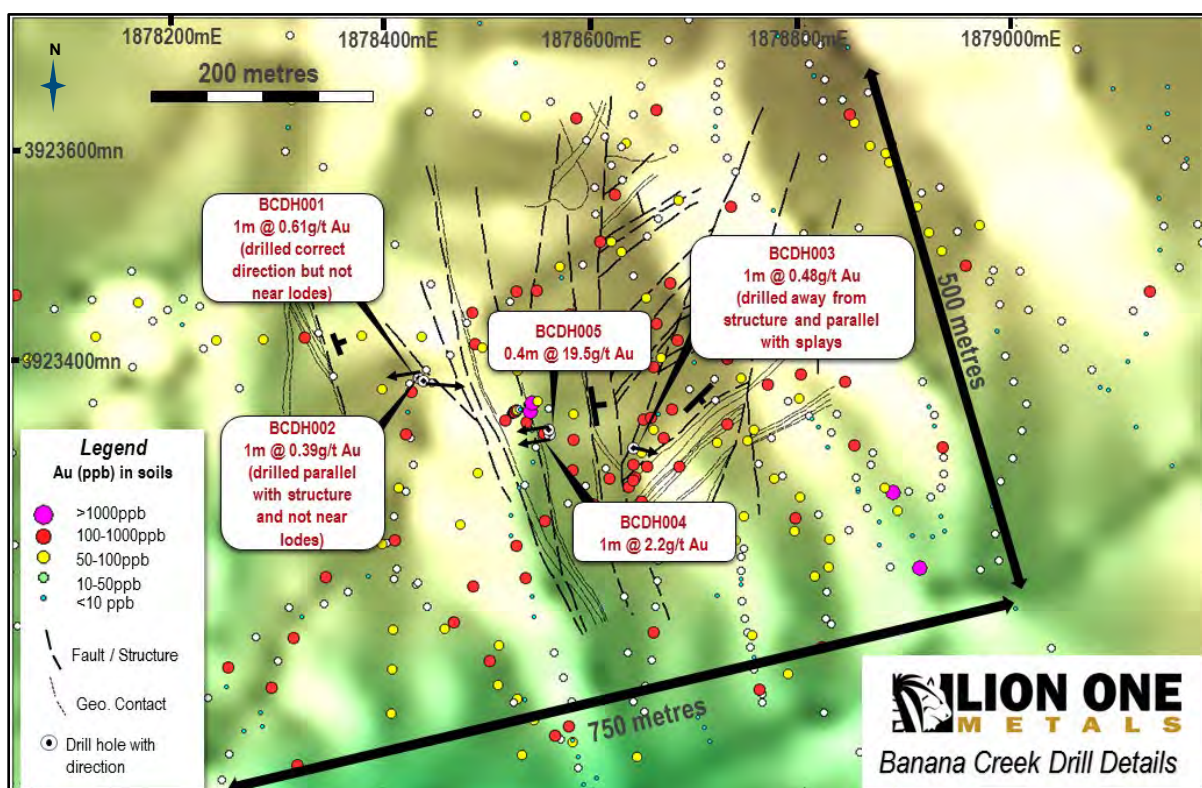 1878200mE
1878400mE
1878600mE
1878800mE
1879000mE
N
200 metres
3923600mn
3923400mn
BCDH001
1m @ 0.61g/t Au
(drilled correct
direction but not
near lodes)
BCDH002
1m @ 0.39g/t Au
(drilled parallel
with structure
and not near
lodes)
BCDH005
0.4m @ 19.5g/t Au
BCDH003
1m @ 0.48g/t Au
(drilled away from
structure and parallel
with splays)
BCDH004
1m @ 2.2g/t Au
500 metres
750 metres
Legend
Au (ppb) in soils
>1000ppb
100-1000ppb
50-100ppb
10-50ppb
<10 ppb
Fault / Structure
Geo. Contact
Drill hole with
direction
LION ONE
METALS
Banana Creek Drill Details